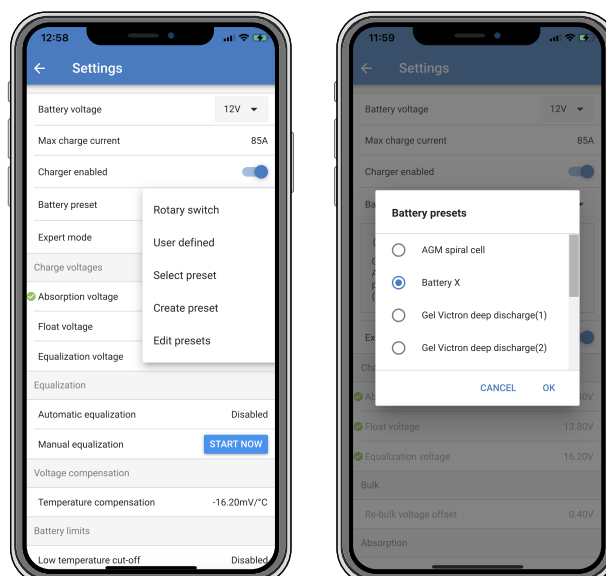 12:58
Settings
Battery voltage 12V
Max charge current 85A
Charger enabled
Battery preset
Rotary switch
Expert mode
User defined
Charge voltages
Select preset
Absorption voltage
Create preset
Float voltage
Edit presets
Equalization voltage
Equalization
Automatic equalization Disabled
Manual equalization START NOW
Voltage compensation
Temperature compensation -16.20mV/°C
Battery limits
Low temperature cut-off Disabled
11:59
Settings
Battery voltage 12V
Max charge current 85A
Charger enabled
Ba
Battery presets
AGM spiral cell
Battery X
Gel Victron deep discharge(1)
Gel Victron deep discharge(2)
Ex
CANCEL OK
Ch
Ab
Float voltage 13.80V
Equalization voltage 16.20V
Bulk
Re-bulk voltage offset 0.40V
Absorption